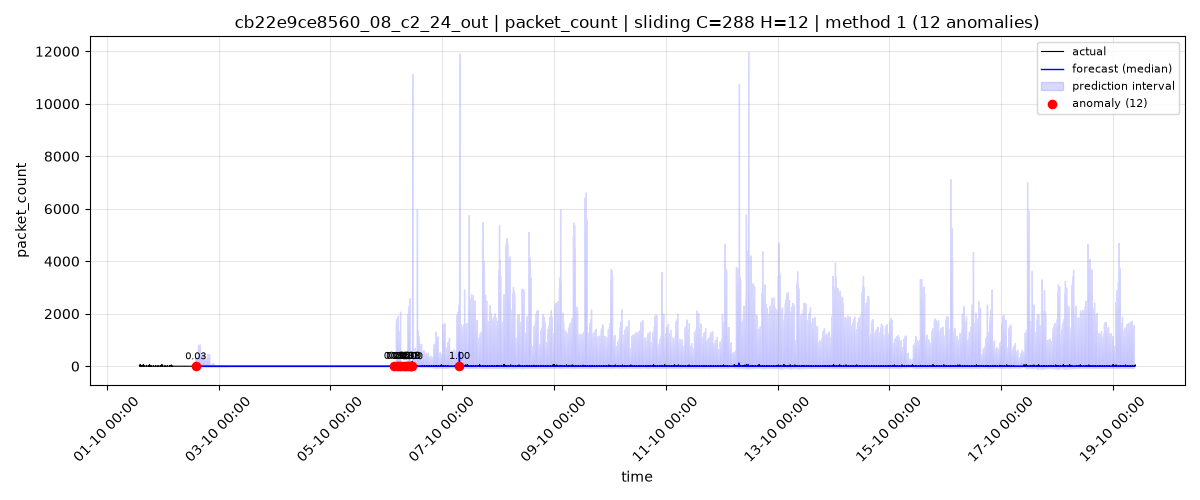 cb22e9ce8560_08_c2_24_out | packet_count | sliding C=288 H=12 | method 1 (12 anomalies)
actual
forecast (median)
prediction interval
anomaly (12)
12000
10000
8000
6000
4000
2000
0
packet_count
0.03
1.00
01-10 00:00
03-10 00:00
05-10 00:00
07-10 00:00
09-10 00:00
11-10 00:00
13-10 00:00
15-10 00:00
17-10 00:00
19-10 00:00
time